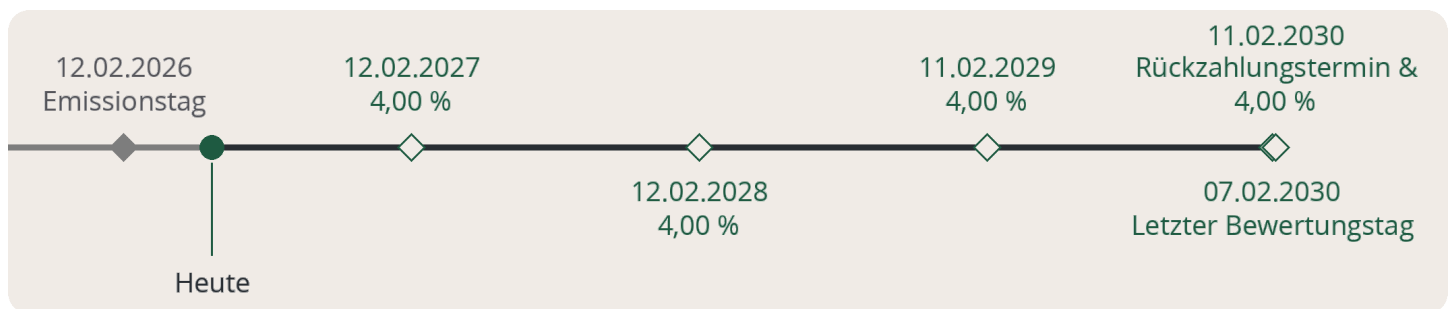 12.02.2026
Emissionstag
12.02.2027
4,00 %
12.02.2028
4,00 %
11.02.2029
4,00 %
11.02.2030
Rückzahlungstermin &
4,00 %
07.02.2030
Letzter Bewertungstag
Heute